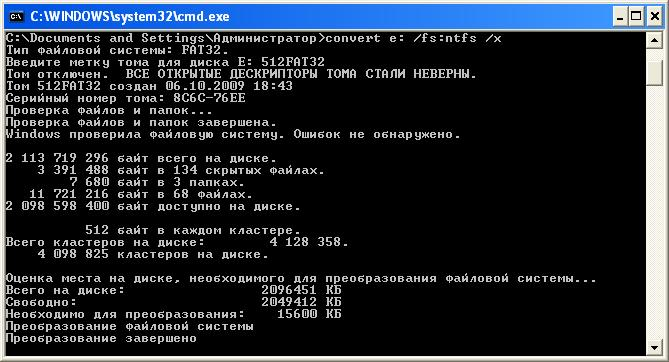 C:\WINDOWS\system32\cmd.exe
C:\Documents and Settings\Администратор>convert e: /fs:ntfs /x
Тип файловой системы: FAT32.
Введите метку тома для диска E: 512FAT32
Том отключен.  ВСЕ ОТКРЫТЫЕ ДЕСКРИПТОРЫ ТОМА СТАЛИ НЕВЕРНЫ.
Том 512FAT32 создан 06.10.2009 18:43
Серийный номер тома: 8C6C-76EE
Проверка файлов и папок...
Проверка файлов и папок завершена.
Windows проверила файловую систему. Ошибок не обнаружено.
2 113 719 296 байт всего на диске.
3 391 488 байт в 134 скрытых файлах.
7 680 байт в 3 папках.
11 721 216 байт в 68 файлах.
2 098 598 400 байт доступно на диске.
512 байт в каждом кластере.
Всего кластеров на диске:        4 128 358.
4 098 825 кластеров на диске.
Оценка места на диске, необходимого для преобразования файловой системы...
Всего на диске:                 2096451 КБ
Свободно:                       2049412 КБ
Необходимо для преобразования:    15600 КБ
Преобразование файловой системы
Преобразование завершено